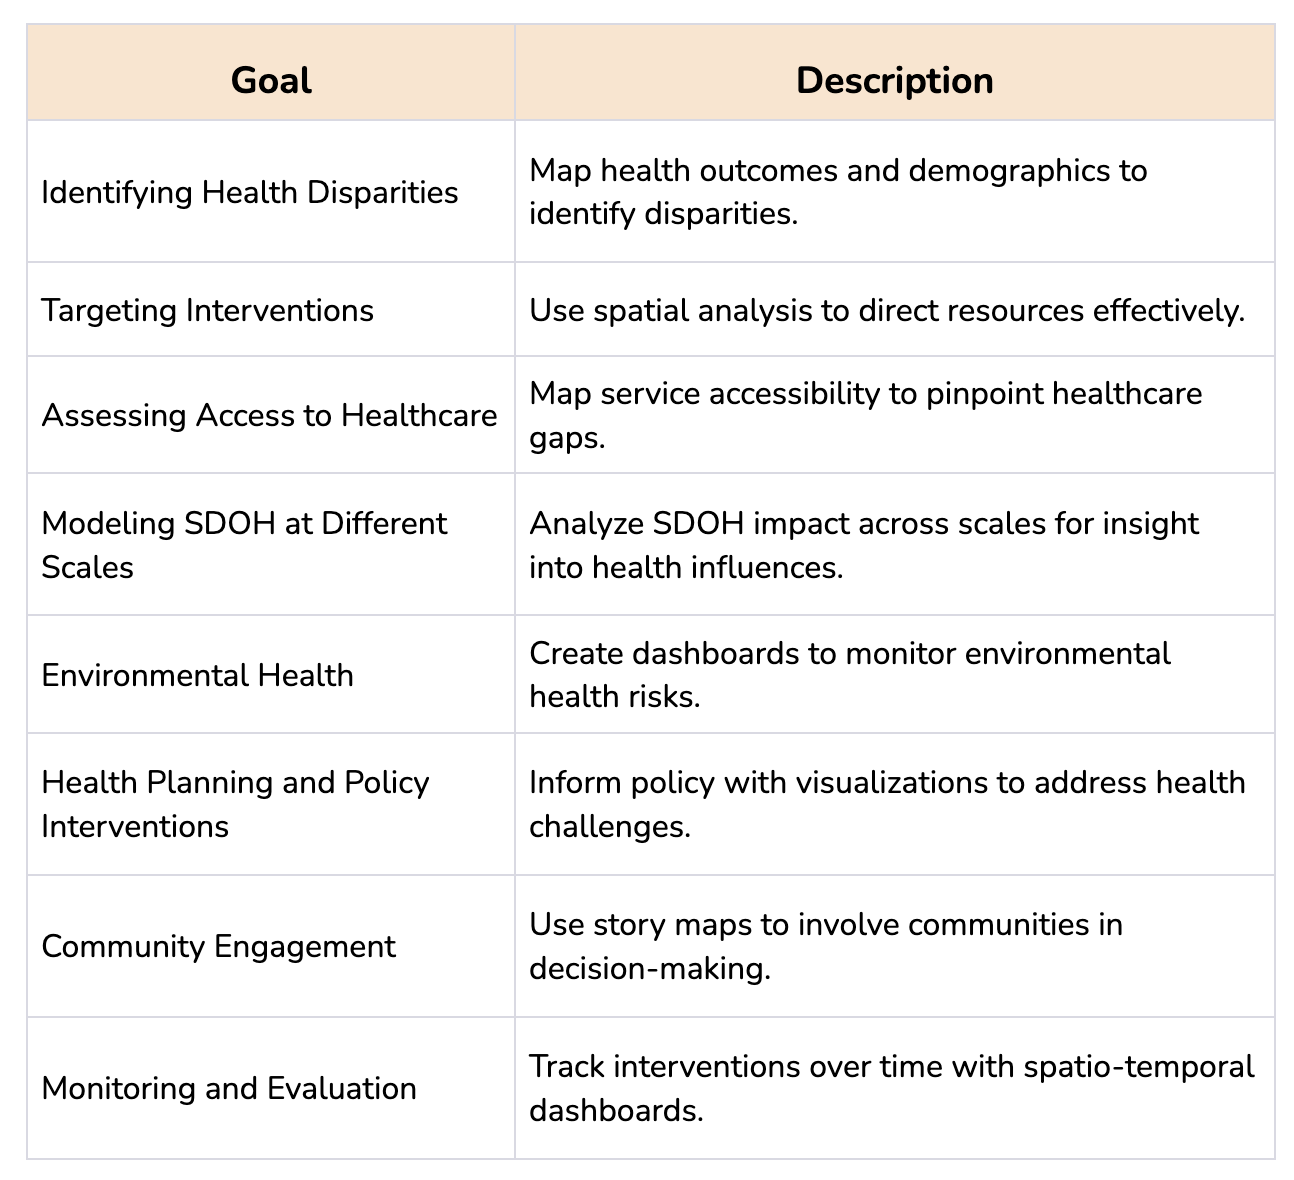 Goal
Description
Identifying Health Disparities
Map health outcomes and demographics to
identify disparities.
Targeting Interventions
Use spatial analysis to direct resources effectively.
Assessing Access to Healthcare
Map service accessibility to pinpoint healthcare
gaps.
Modeling SDOH at Different
Scales
Analyze SDOH impact across scales for insight
into health influences.
Environmental Health
Create dashboards to monitor environmental
health risks.
Health Planning and Policy
Interventions
Inform policy with visualizations to address health
challenges.
Community Engagement
Use story maps to involve communities in
decision-making.
Monitoring and Evaluation
Track interventions over time with spatio-temporal
dashboards.